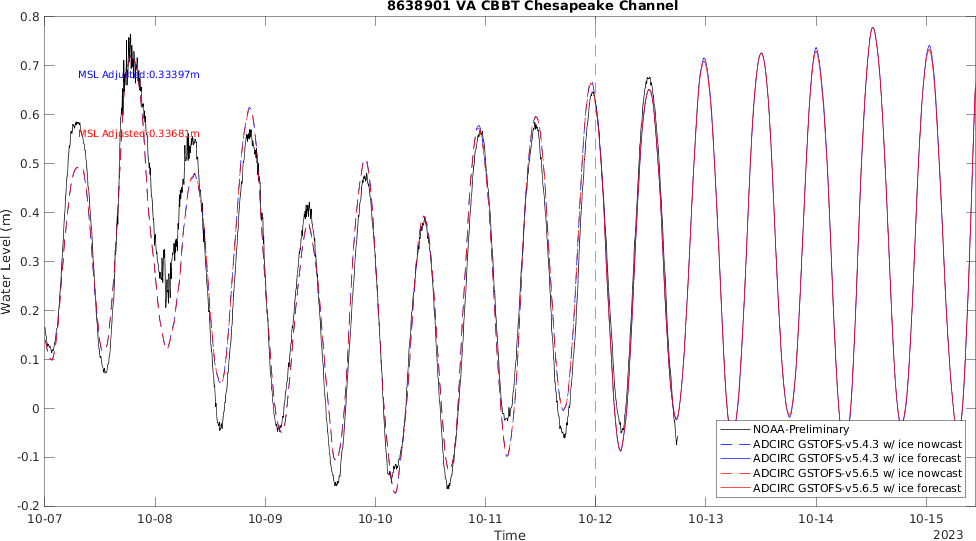 8638901 VA CBBT Chesapeake Channel
0.8
0.7
0.6
0.5
0.4
0.3
0.2
0.1
0
-0.1
-0.2
Water Level (m)
MSL Adjusted:0.33397m
MSL Adjusted:0.33681m
NOAA-Preliminary
ADCIRC GSTOFS-v5.4.3 w/ ice nowcast
ADCIRC GSTOFS-v5.4.3 w/ ice forecast
ADCIRC GSTOFS-v5.6.5 w/ ice nowcast
ADCIRC GSTOFS-v5.6.5 w/ ice forecast
10-07 10-08 10-09 10-10 10-11 10-12 10-13 10-14 10-15
Time
2023